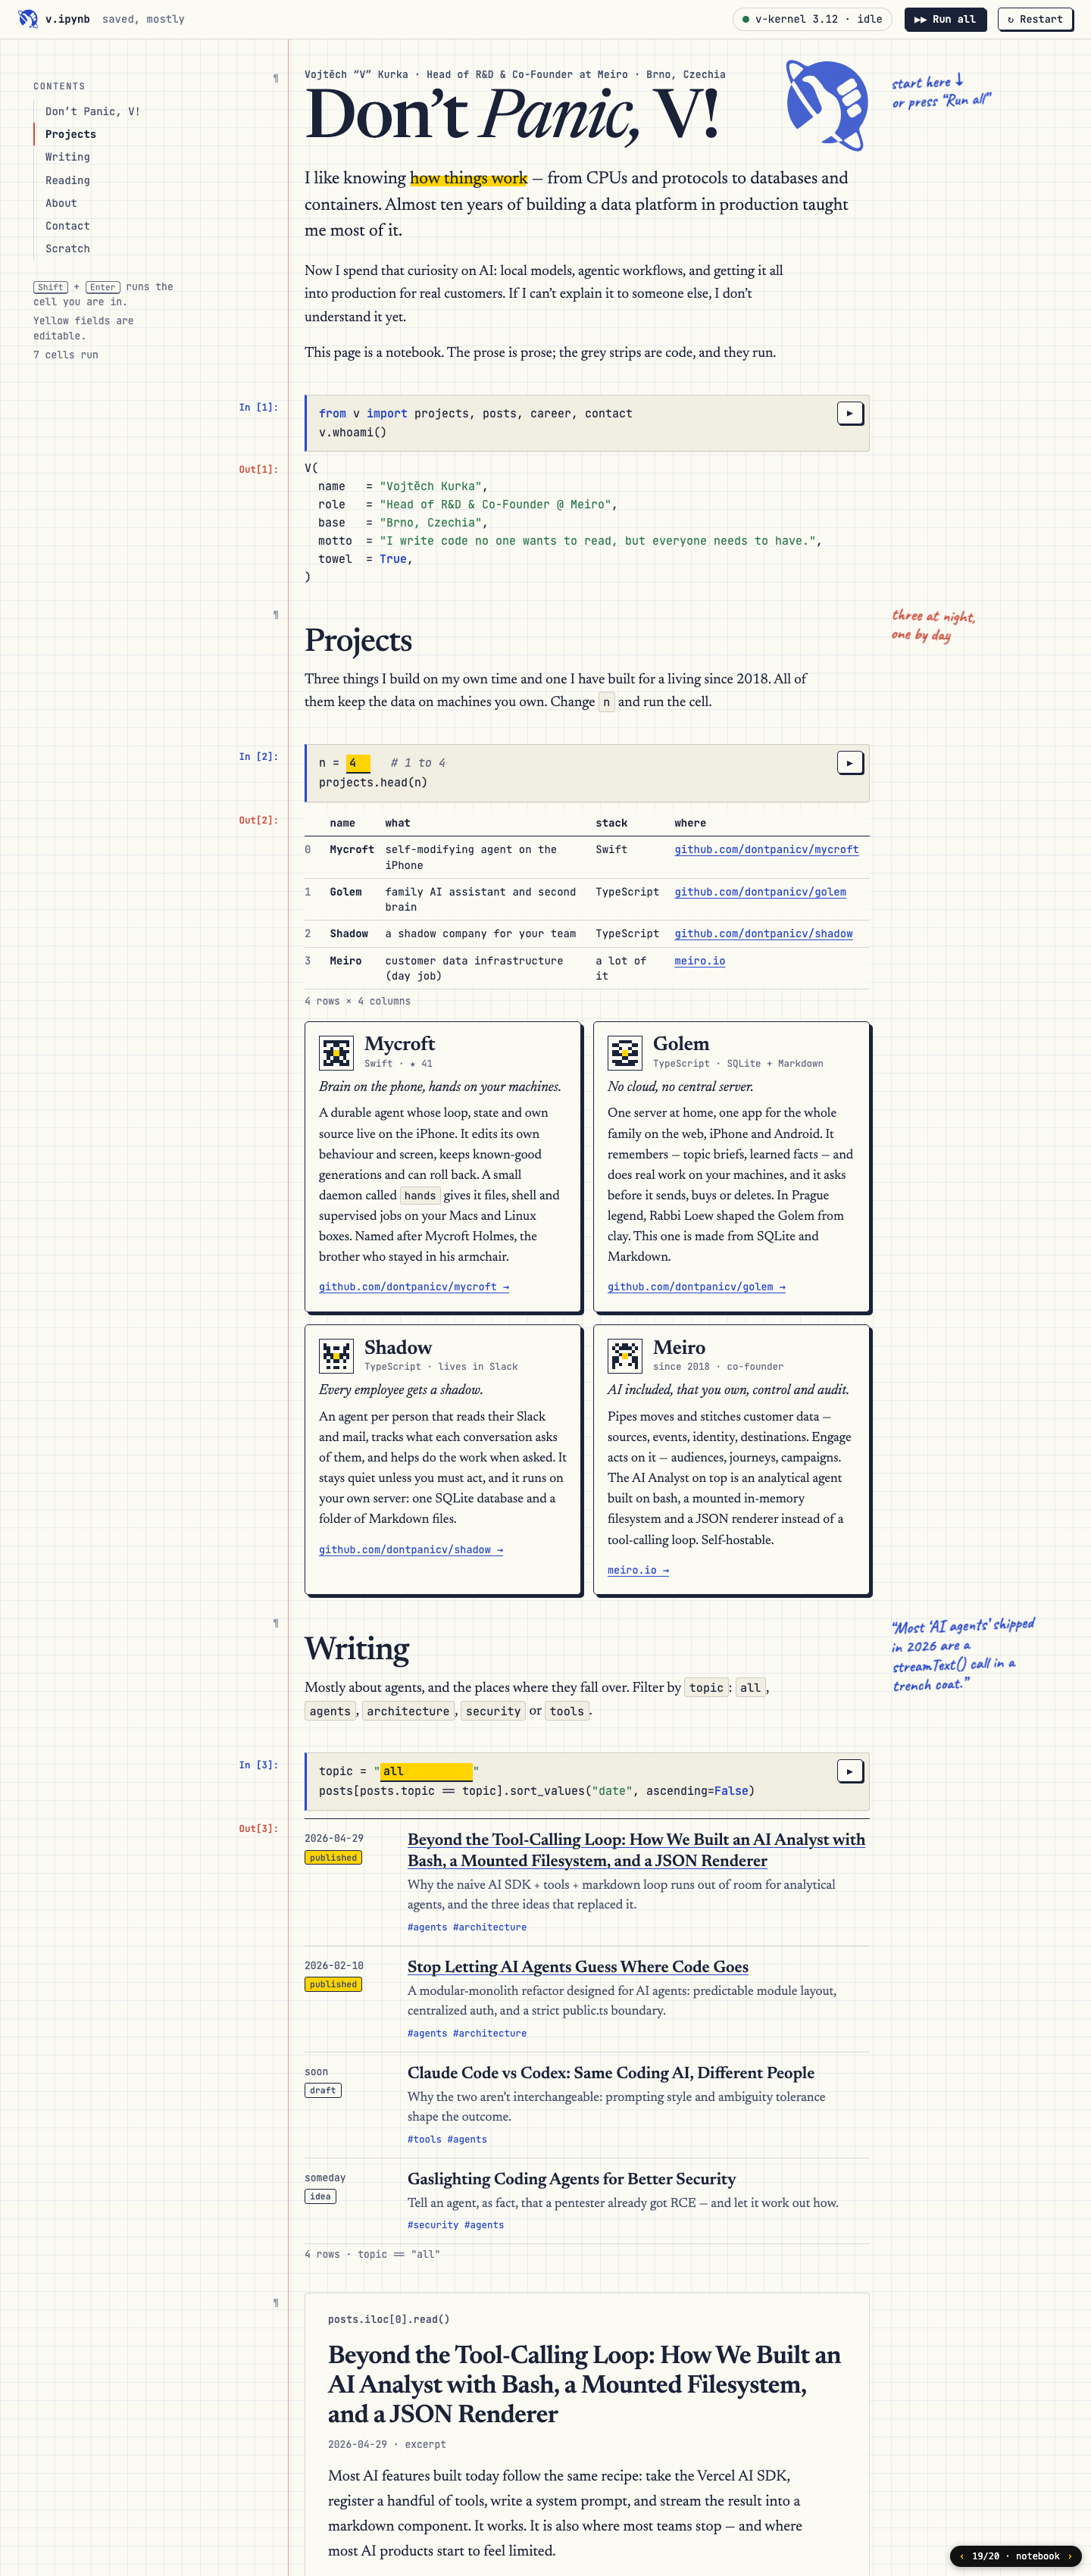 v.ipynb saved, mostly
v-kernel 3.12 · idle
▶▶ Run all
↻ Restart
CONTENTS
Don’t Panic, V!
Projects
Writing
Reading
About
Contact
Scratch
Shift + Enter runs the
cell you are in.
Yellow fields are
editable.
7 cells run
¶
Vojtěch “V” Kurka · Head of R&D & Co-Founder at Meiro · Brno, Czechia
Don’t Panic, V!
start here ↓
or press “Run all”
I like knowing how things work — from CPUs and protocols to databases and
containers. Almost ten years of building a data platform in production taught
me most of it.
Now I spend that curiosity on AI: local models, agentic workflows, and getting it all
into production for real customers. If I can’t explain it to someone else, I don’t
understand it yet.
This page is a notebook. The prose is prose; the grey strips are code, and they run.
In [1]:
from v import projects, posts, career, contact
v.whoami()
▶
Out[1]:
V(
name = "Vojtěch Kurka",
role = "Head of R&D & Co-Founder @ Meiro",
base = "Brno, Czechia",
motto = "I write code no one wants to read, but everyone needs to have.",
towel = True,
)
¶
Projects
three at night,
one by day
Three things I build on my own time and one I have built for a living since 2018. All of
them keep the data on machines you own. Change n and run the cell.
In [2]:
n = 4 # 1 to 4
projects.head(n)
▶
Out[2]:
name what stack where
0 Mycroft self-modifying agent on the iPhone Swift github.com/dontpanicv/mycroft
1 Golem family AI assistant and second brain TypeScript github.com/dontpanicv/golem
2 Shadow a shadow company for your team TypeScript github.com/dontpanicv/shadow
3 Meiro customer data infrastructure (day job) a lot of it meiro.io
4 rows × 4 columns
Mycroft
Swift · ★ 41
Brain on the phone, hands on your machines.
A durable agent whose loop, state and own
source live on the iPhone. It edits its own
behaviour and screen, keeps known-good
generations and can roll back. A small
daemon called hands gives it files, shell and
supervised jobs on your Macs and Linux
boxes. Named after Mycroft Holmes, the
brother who stayed in his armchair.
github.com/dontpanicv/mycroft →
Golem
TypeScript · SQLite + Markdown
No cloud, no central server.
One server at home, one app for the whole
family on the web, iPhone and Android. It
remembers — topic briefs, learned facts — and
does real work on your machines, and it asks
before it sends, buys or deletes. In Prague
legend, Rabbi Loew shaped the Golem from
clay. This one is made from SQLite and
Markdown.
github.com/dontpanicv/golem →
Shadow
TypeScript · lives in Slack
Every employee gets a shadow.
An agent per person that reads their Slack
and mail, tracks what each conversation asks
of them, and helps do the work when asked. It
stays quiet unless you must act, and it runs on
your own server: one SQLite database and a
folder of Markdown files.
github.com/dontpanicv/shadow →
Meiro
since 2018 · co-founder
AI included, that you own, control and audit.
Pipes moves and stitches customer data —
sources, events, identity, destinations. Engage
acts on it — audiences, journeys, campaigns.
The AI Analyst on top is an analytical agent
built on bash, a mounted in-memory
filesystem and a JSON renderer instead of a
tool-calling loop. Self-hostable.
meiro.io →
¶
Writing
“Most ‘AI agents’ shipped
in 2026 are a
streamText() call in a
trench coat.”
Mostly about agents, and the places where they fall over. Filter by topic: all,
agents, architecture, security or tools.
In [3]:
topic = "all"
posts[posts.topic == topic].sort_values("date", ascending=False)
▶
Out[3]:
2026-04-29
published
Beyond the Tool-Calling Loop: How We Built an AI Analyst with
Bash, a Mounted Filesystem, and a JSON Renderer
Why the naive AI SDK + tools + markdown loop runs out of room for analytical
agents, and the three ideas that replaced it.
#agents #architecture
2026-02-10
published
Stop Letting AI Agents Guess Where Code Goes
A modular-monolith refactor designed for AI agents: predictable module layout,
centralized auth, and a strict public.ts boundary.
#agents #architecture
soon
draft
Claude Code vs Codex: Same Coding AI, Different People
Why the two aren’t interchangeable: prompting style and ambiguity tolerance
shape the outcome.
#tools #agents
someday
idea
Gaslighting Coding Agents for Better Security
Tell an agent, as fact, that a pentester already got RCE — and let it work out how.
#security #agents
4 rows · topic == "all"
¶
posts.iloc[0].read()
Beyond the Tool-Calling Loop: How We Built an
AI Analyst with Bash, a Mounted Filesystem,
and a JSON Renderer
2026-04-29 · excerpt
Most AI features built today follow the same recipe: take the Vercel AI SDK,
register a handful of tools, write a system prompt, and stream the result into a
markdown component. It works. It is also where most teams stop — and where
most AI products start to feel limited.
‹ 19/20 · notebook ›